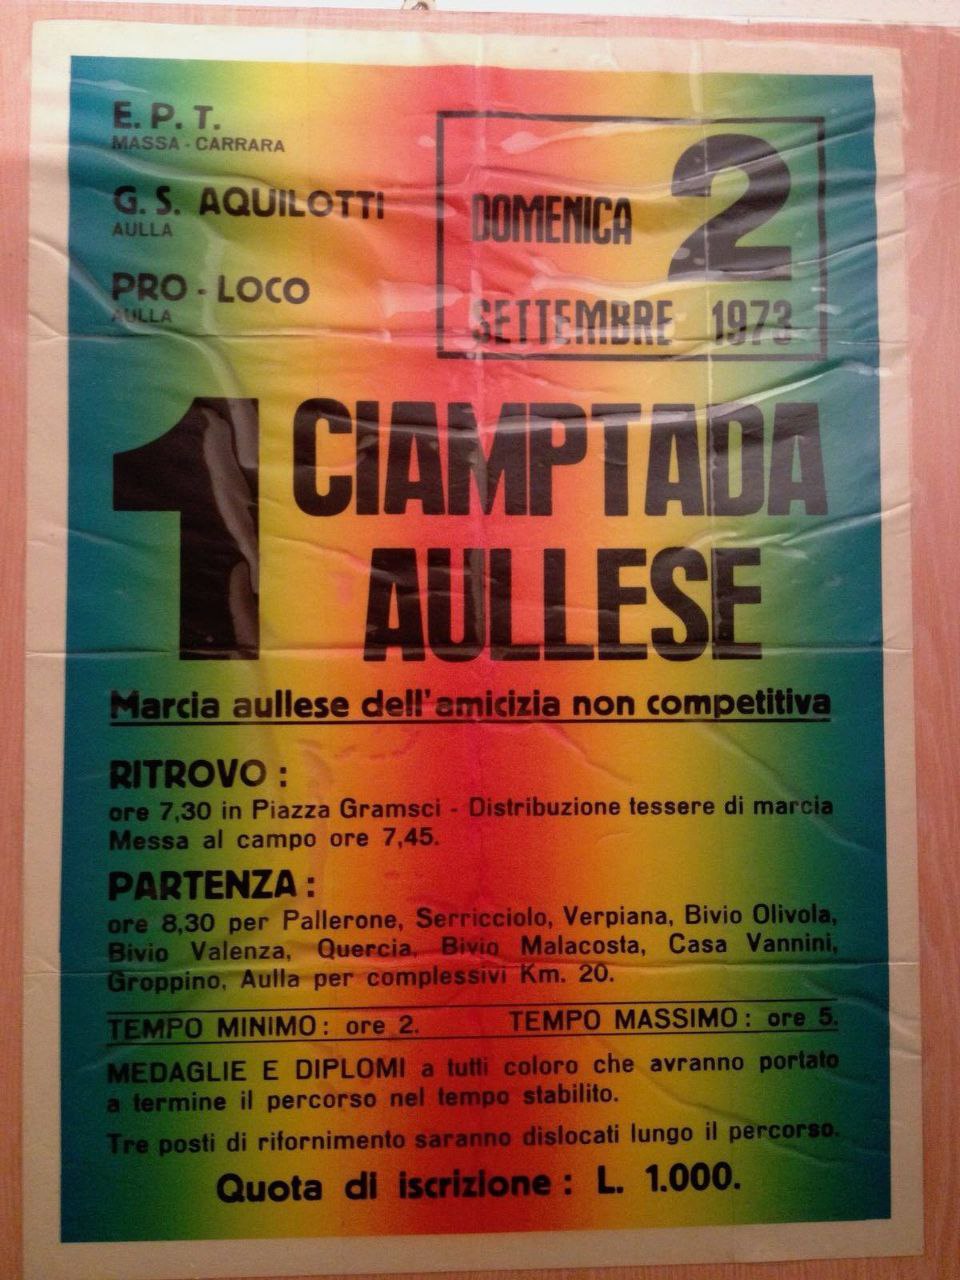 E. P. T.
MASSA - CARRARA
G. S. AQUILOTTI
AULLA
PRO - LOCO
AULLA
DOMENICA 2
SETTEMBRE 1973
1 CIAMPTADA
AULLESE
Marcia aullese dell'amicizia non competitiva
RITROVO :
ore 7,30 in Piazza Gramsci - Distribuzione tessere di marcia
Messa al campo ore 7,45.
PARTENZA :
ore 8,30 per Pallerone, Serricciolo, Verpiana, Bivio Olivola,
Bivio Valenza, Quercia, Bivio Malacosta, Casa Vannini,
Groppino, Aulla per complessivi Km. 20.
TEMPO MINIMO : ore 2. TEMPO MASSIMO : ore 5.
MEDAGLIE E DIPLOMI a tutti coloro che avranno portato
a termine il percorso nel tempo stabilito.
Tre posti di rifornimento saranno dislocati lungo il percorso.
Quota di iscrizione : L. 1.000.